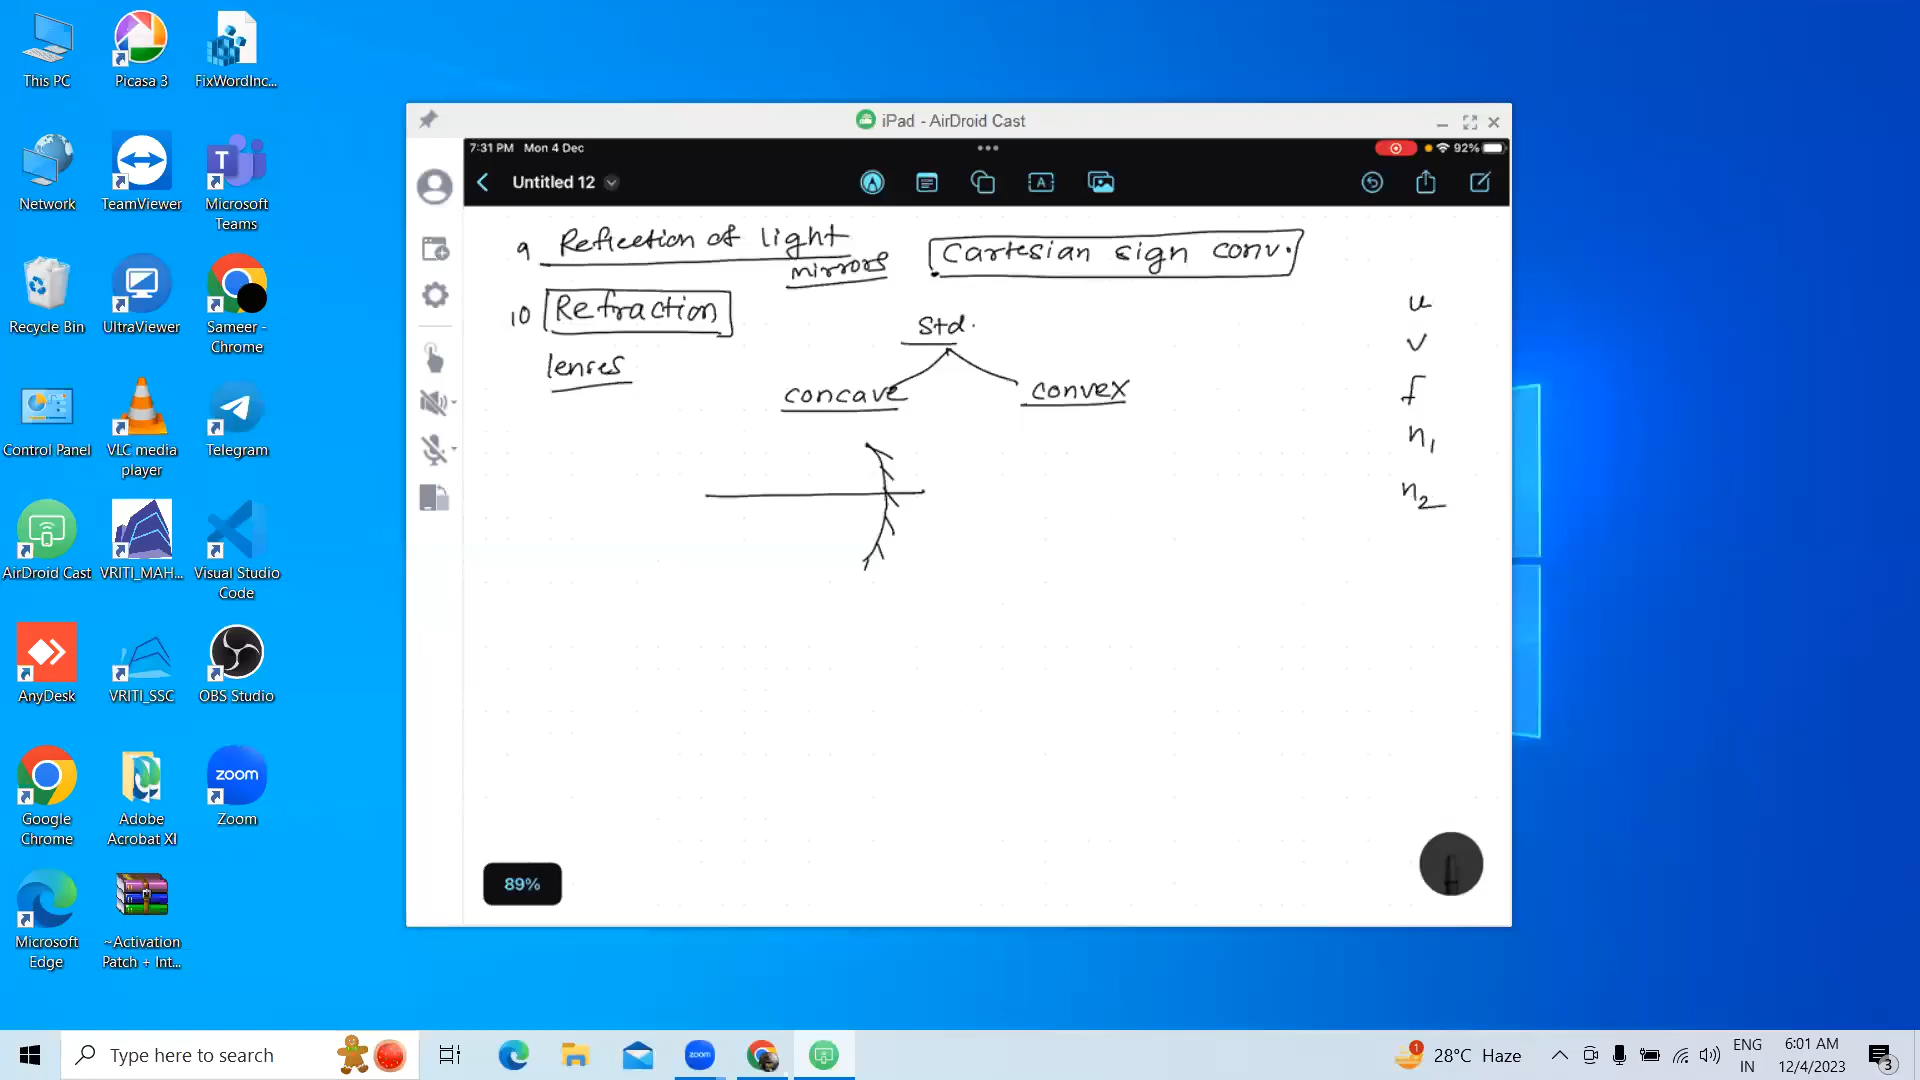 This PC
Picasa 3
FixWordInc...
Network
TeamViewer
Microsoft
Teams
Recycle Bin
UltraViewer
Sameer -
Chrome
Control Panel
VLC media
player
Telegram
AirDroid Cast
VRITI_MAH...
Visual Studio
Code
AnyDesk
VRITI_SSC
OBS Studio
Google
Chrome
Adobe
Acrobat XI
zoom
Zoom
Microsoft
Edge
~Activation
Patch + Int...
iPad - AirDroid Cast
7:31 PM Mon 4 Dec
92%
Untitled 12
9 Reflection of light
mirrors
Cartesian sign conv.
10 Refraction
lenses
Std.
concave
convex
u
v
f
n1
n2
89%
Type here to search
zoom
1
28°C Haze
ENG
IN
6:01 AM
12/4/2023
3